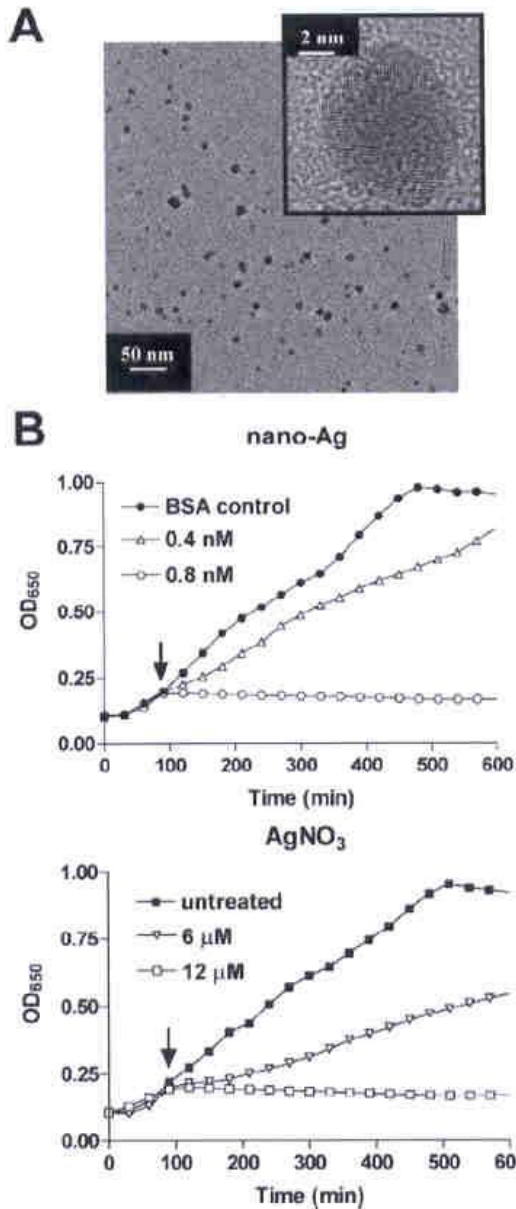 A
2 nm
50 nm
B
nano-Ag
1.00
0.75
0.50
0.25
0.00
OD650
BSA control
0.4 nM
0.8 nM
0
100
200
300
400
500
600
Time (min)
AgNO3
1.00
0.75
0.50
0.25
0.00
OD650
untreated
6 µM
12 µM
0
100
200
300
400
500
60
Time (min)